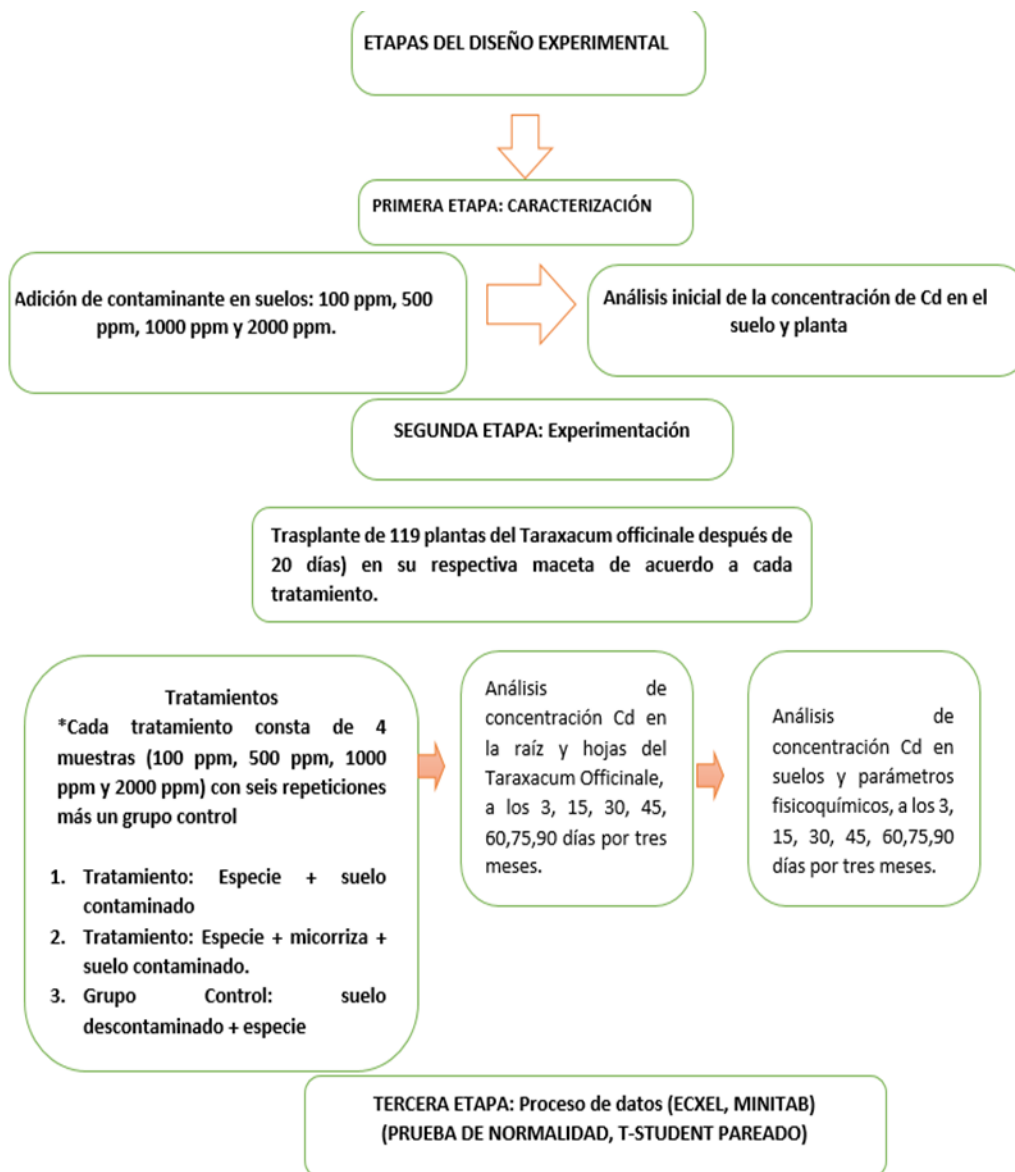 ETAPAS DEL DISEÑO EXPERIMENTAL
PRIMERA ETAPA: CARACTERIZACIÓN
Adición de contaminante en suelos: 100 ppm, 500
ppm, 1000 ppm y 2000 ppm.
Análisis inicial de la concentración de Cd en el
suelo y planta
SEGUNDA ETAPA: Experimentación
Trasplante de 119 plantas del Taraxacum officinale después de
20 días) en su respectiva maceta de acuerdo a cada
tratamiento.
Tratamientos
*Cada tratamiento consta de 4
muestras (100 ppm, 500 ppm, 1000
ppm y 2000 ppm) con seis repeticiones
más un grupo control
1. Tratamiento: Especie + suelo
contaminado
2. Tratamiento: Especie + micorriza +
suelo contaminado.
3. Grupo Control: suelo
descontaminado + especie
Análisis de
concentración Cd en
la raíz y hojas del
Taraxacum Officinale,
a los 3, 15, 30, 45,
60,75,90 días por tres
meses.
Análisis de
concentración Cd en
suelos y parámetros
fisicoquímicos, a los 3,
15, 30, 45, 60,75,90
días por tres meses.
TERCERA ETAPA: Proceso de datos (ECXEL, MINITAB)
(PRUEBA DE NORMALIDAD, T-STUDENT PAREADO)